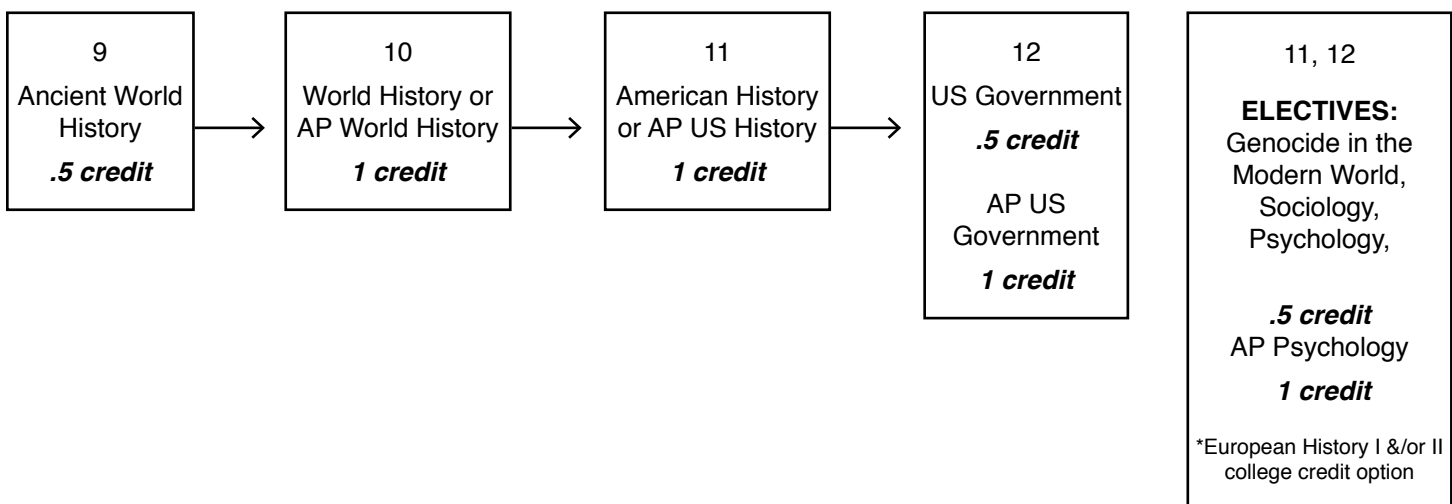 9
Ancient World
History
.5 credit
10
World History or
AP World History
1 credit
11
American History
or AP US History
1 credit
12
US Government
.5 credit
AP US
Government
1 credit
11, 12
ELECTIVES:
Genocide in the
Modern World,
Sociology,
Psychology,
.5 credit
AP Psychology
1 credit
*European History I &/or II
college credit option